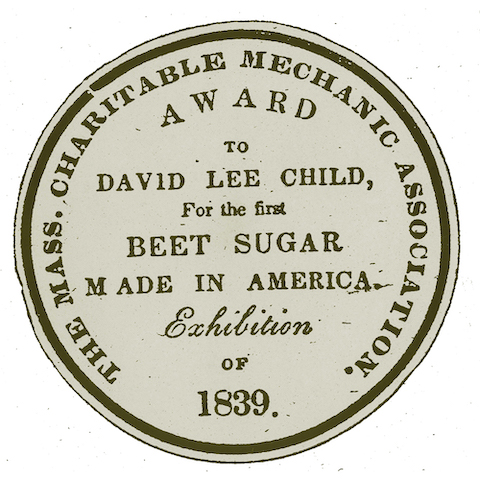 THE MASS. CHARITABLE MECHANIC ASSOCIATION.
AWARD
TO
DAVID LEE CHILD,
For the first
BEET SUGAR
MADE IN AMERICA.
Exhibition
OF
1839.